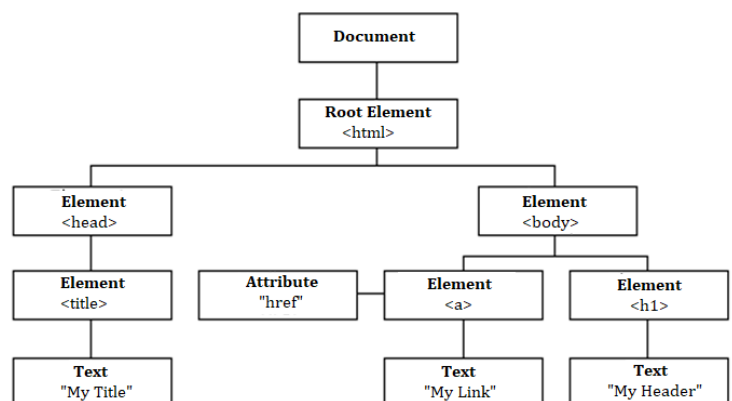 Document
Root Element
<html>
Element
<head>
Element
<body>
Element
<title>
Attribute
"href"
Element
<a>
Element
<h1>
Text
"My Title"
Text
"My Link"
Text
"My Header"